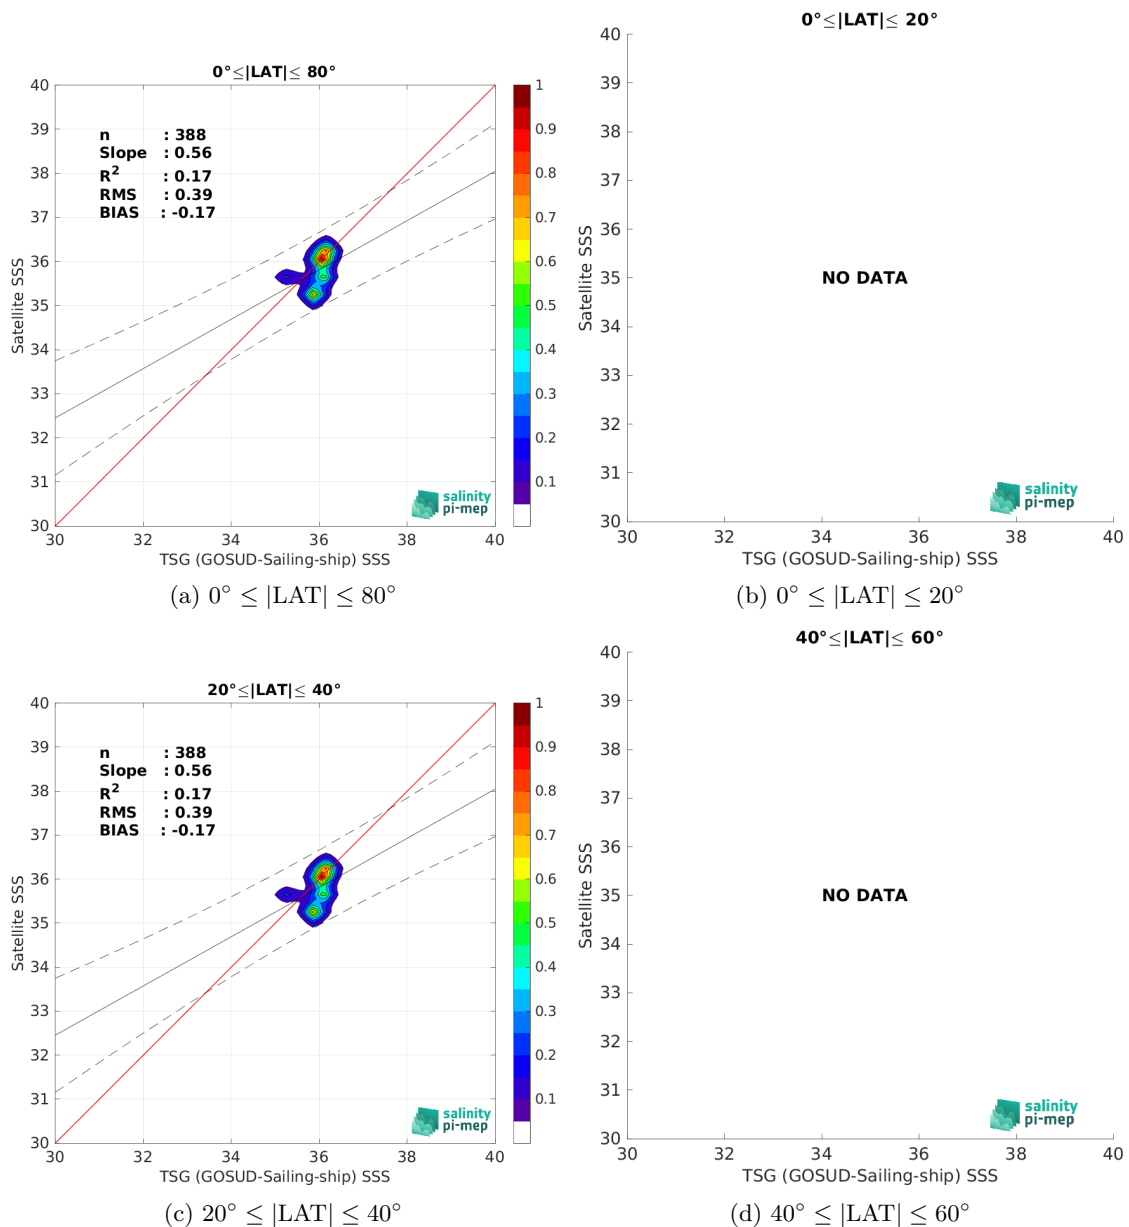 0°≤|LAT|≤ 80°
40
39
38
37
36
35
34
33
32
31
30
30
32
34
36
38
40
Satellite SSS
TSG (GOSUD-Sailing-ship) SSS
n : 388
Slope : 0.56
R² : 0.17
RMS : 0.39
BIAS : -0.17
1
0.9
0.8
0.7
0.6
0.5
0.4
0.3
0.2
0.1
salinity
pi-mep
(a) 0° ≤ |LAT| ≤ 80°
0°≤|LAT|≤ 20°
40
39
38
37
36
35
34
33
32
31
30
30
32
34
36
38
40
Satellite SSS
TSG (GOSUD-Sailing-ship) SSS
NO DATA
salinity
pi-mep
(b) 0° ≤ |LAT| ≤ 20°
20°≤|LAT|≤ 40°
40
39
38
37
36
35
34
33
32
31
30
30
32
34
36
38
40
Satellite SSS
TSG (GOSUD-Sailing-ship) SSS
n : 388
Slope : 0.56
R² : 0.17
RMS : 0.39
BIAS : -0.17
1
0.9
0.8
0.7
0.6
0.5
0.4
0.3
0.2
0.1
salinity
pi-mep
(c) 20° ≤ |LAT| ≤ 40°
40°≤|LAT|≤ 60°
40
39
38
37
36
35
34
33
32
31
30
30
32
34
36
38
40
Satellite SSS
TSG (GOSUD-Sailing-ship) SSS
NO DATA
salinity
pi-mep
(d) 40° ≤ |LAT| ≤ 60°